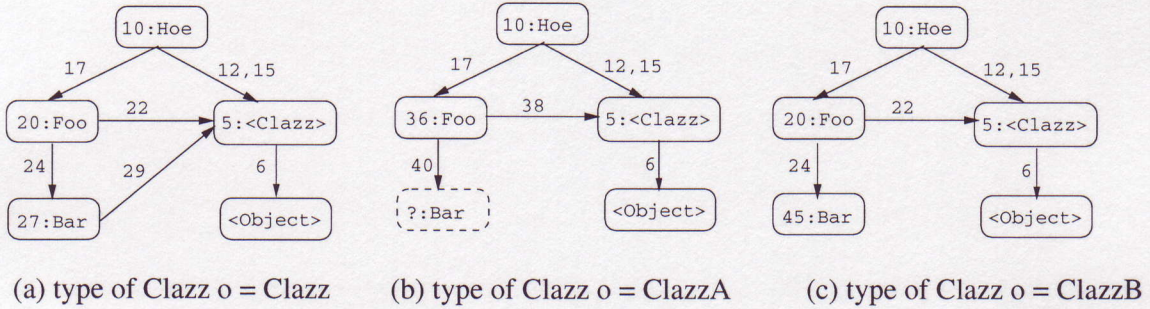 10:Hoe
17
12,15
20:Foo
22
5:<Clazz>
24
29
6
27:Bar
<Object>
(a) type of Clazz o = Clazz
10:Hoe
17
12,15
36:Foo
38
5:<Clazz>
40
6
?:Bar
<Object>
(b) type of Clazz o = ClazzA
10:Hoe
17
12,15
20:Foo
22
5:<Clazz>
24
6
45:Bar
<Object>
(c) type of Clazz o = ClazzB